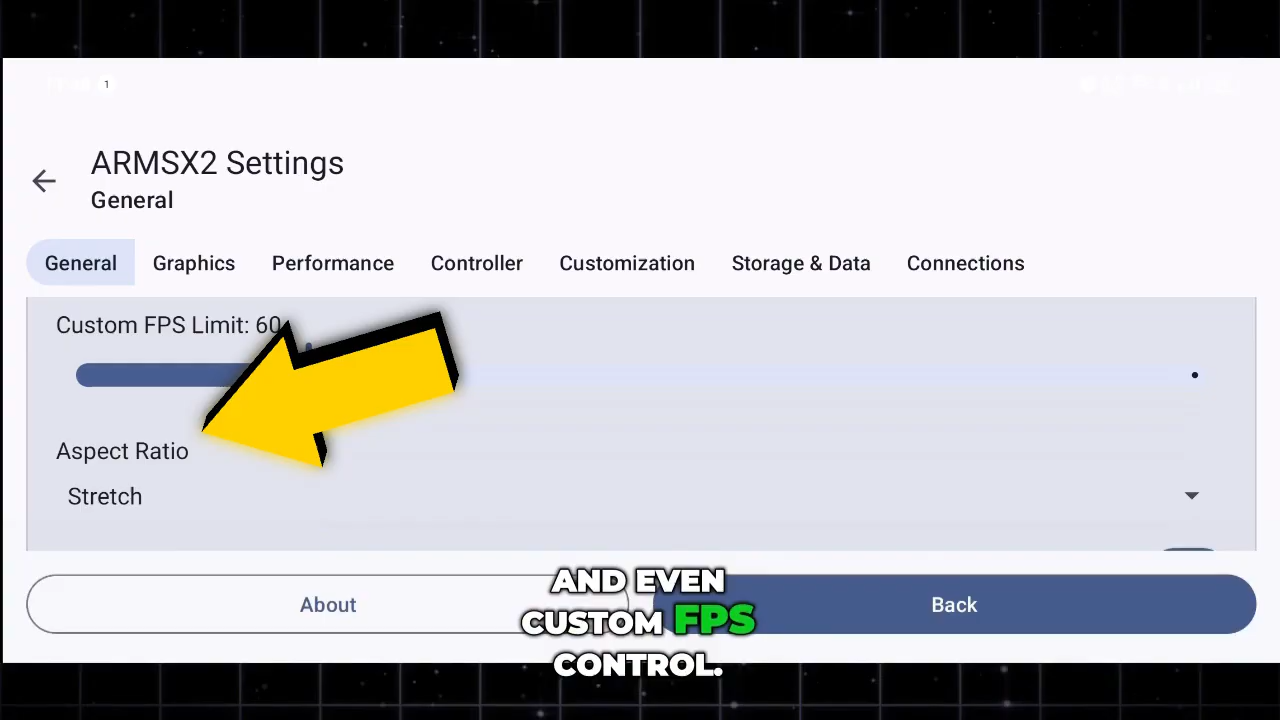 1
ARMSX2 Settings
General
General Graphics Performance Controller Customization Storage & Data Connections
Custom FPS Limit: 60
Aspect Ratio
Stretch
About
Back
AND EVEN
CUSTOM FPS
CONTROL.